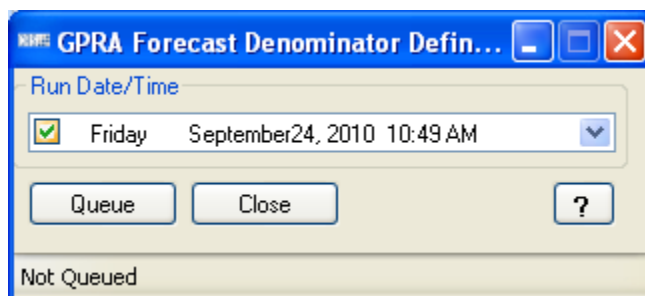 GPRA Forecast Denominator Defin...
Run Date/Time
Friday September24, 2010 10:49 AM
Queue Close ?
Not Queued